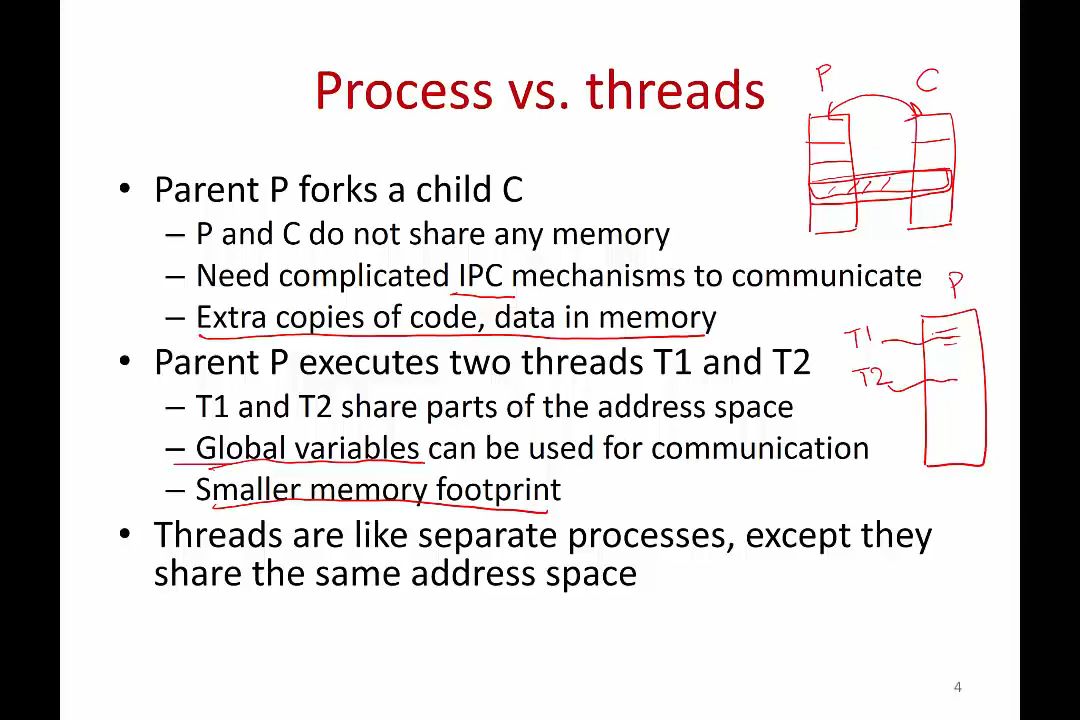 Process vs. threads
P
C
• Parent P forks a child C
– P and C do not share any memory
– Need complicated IPC mechanisms to communicate
– Extra copies of code, data in memory
P
• Parent P executes two threads T1 and T2
T1
T2
– T1 and T2 share parts of the address space
– Global variables can be used for communication
– Smaller memory footprint
• Threads are like separate processes, except they
share the same address space
4